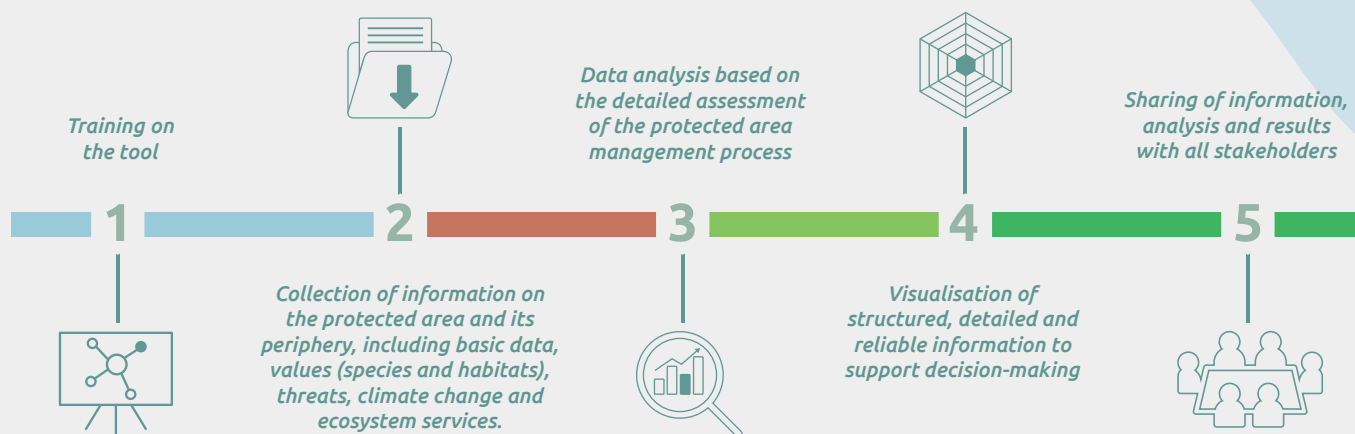 Training on
the tool
1
2
Collection of information on
the protected area and its
periphery, including basic data,
values (species and habitats),
threats, climate change and
ecosystem services.
Data analysis based on
the detailed assessment
of the protected area
management process
3
4
Visualisation of
structured, detailed and
reliable information to
support decision-making
Sharing of information,
analysis and results
with all stakeholders
5